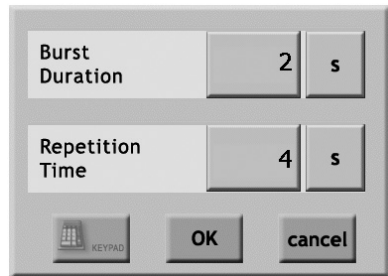 Burst
Duration
2 s
Repetition
Time
4 s
KEYPAD OK cancel